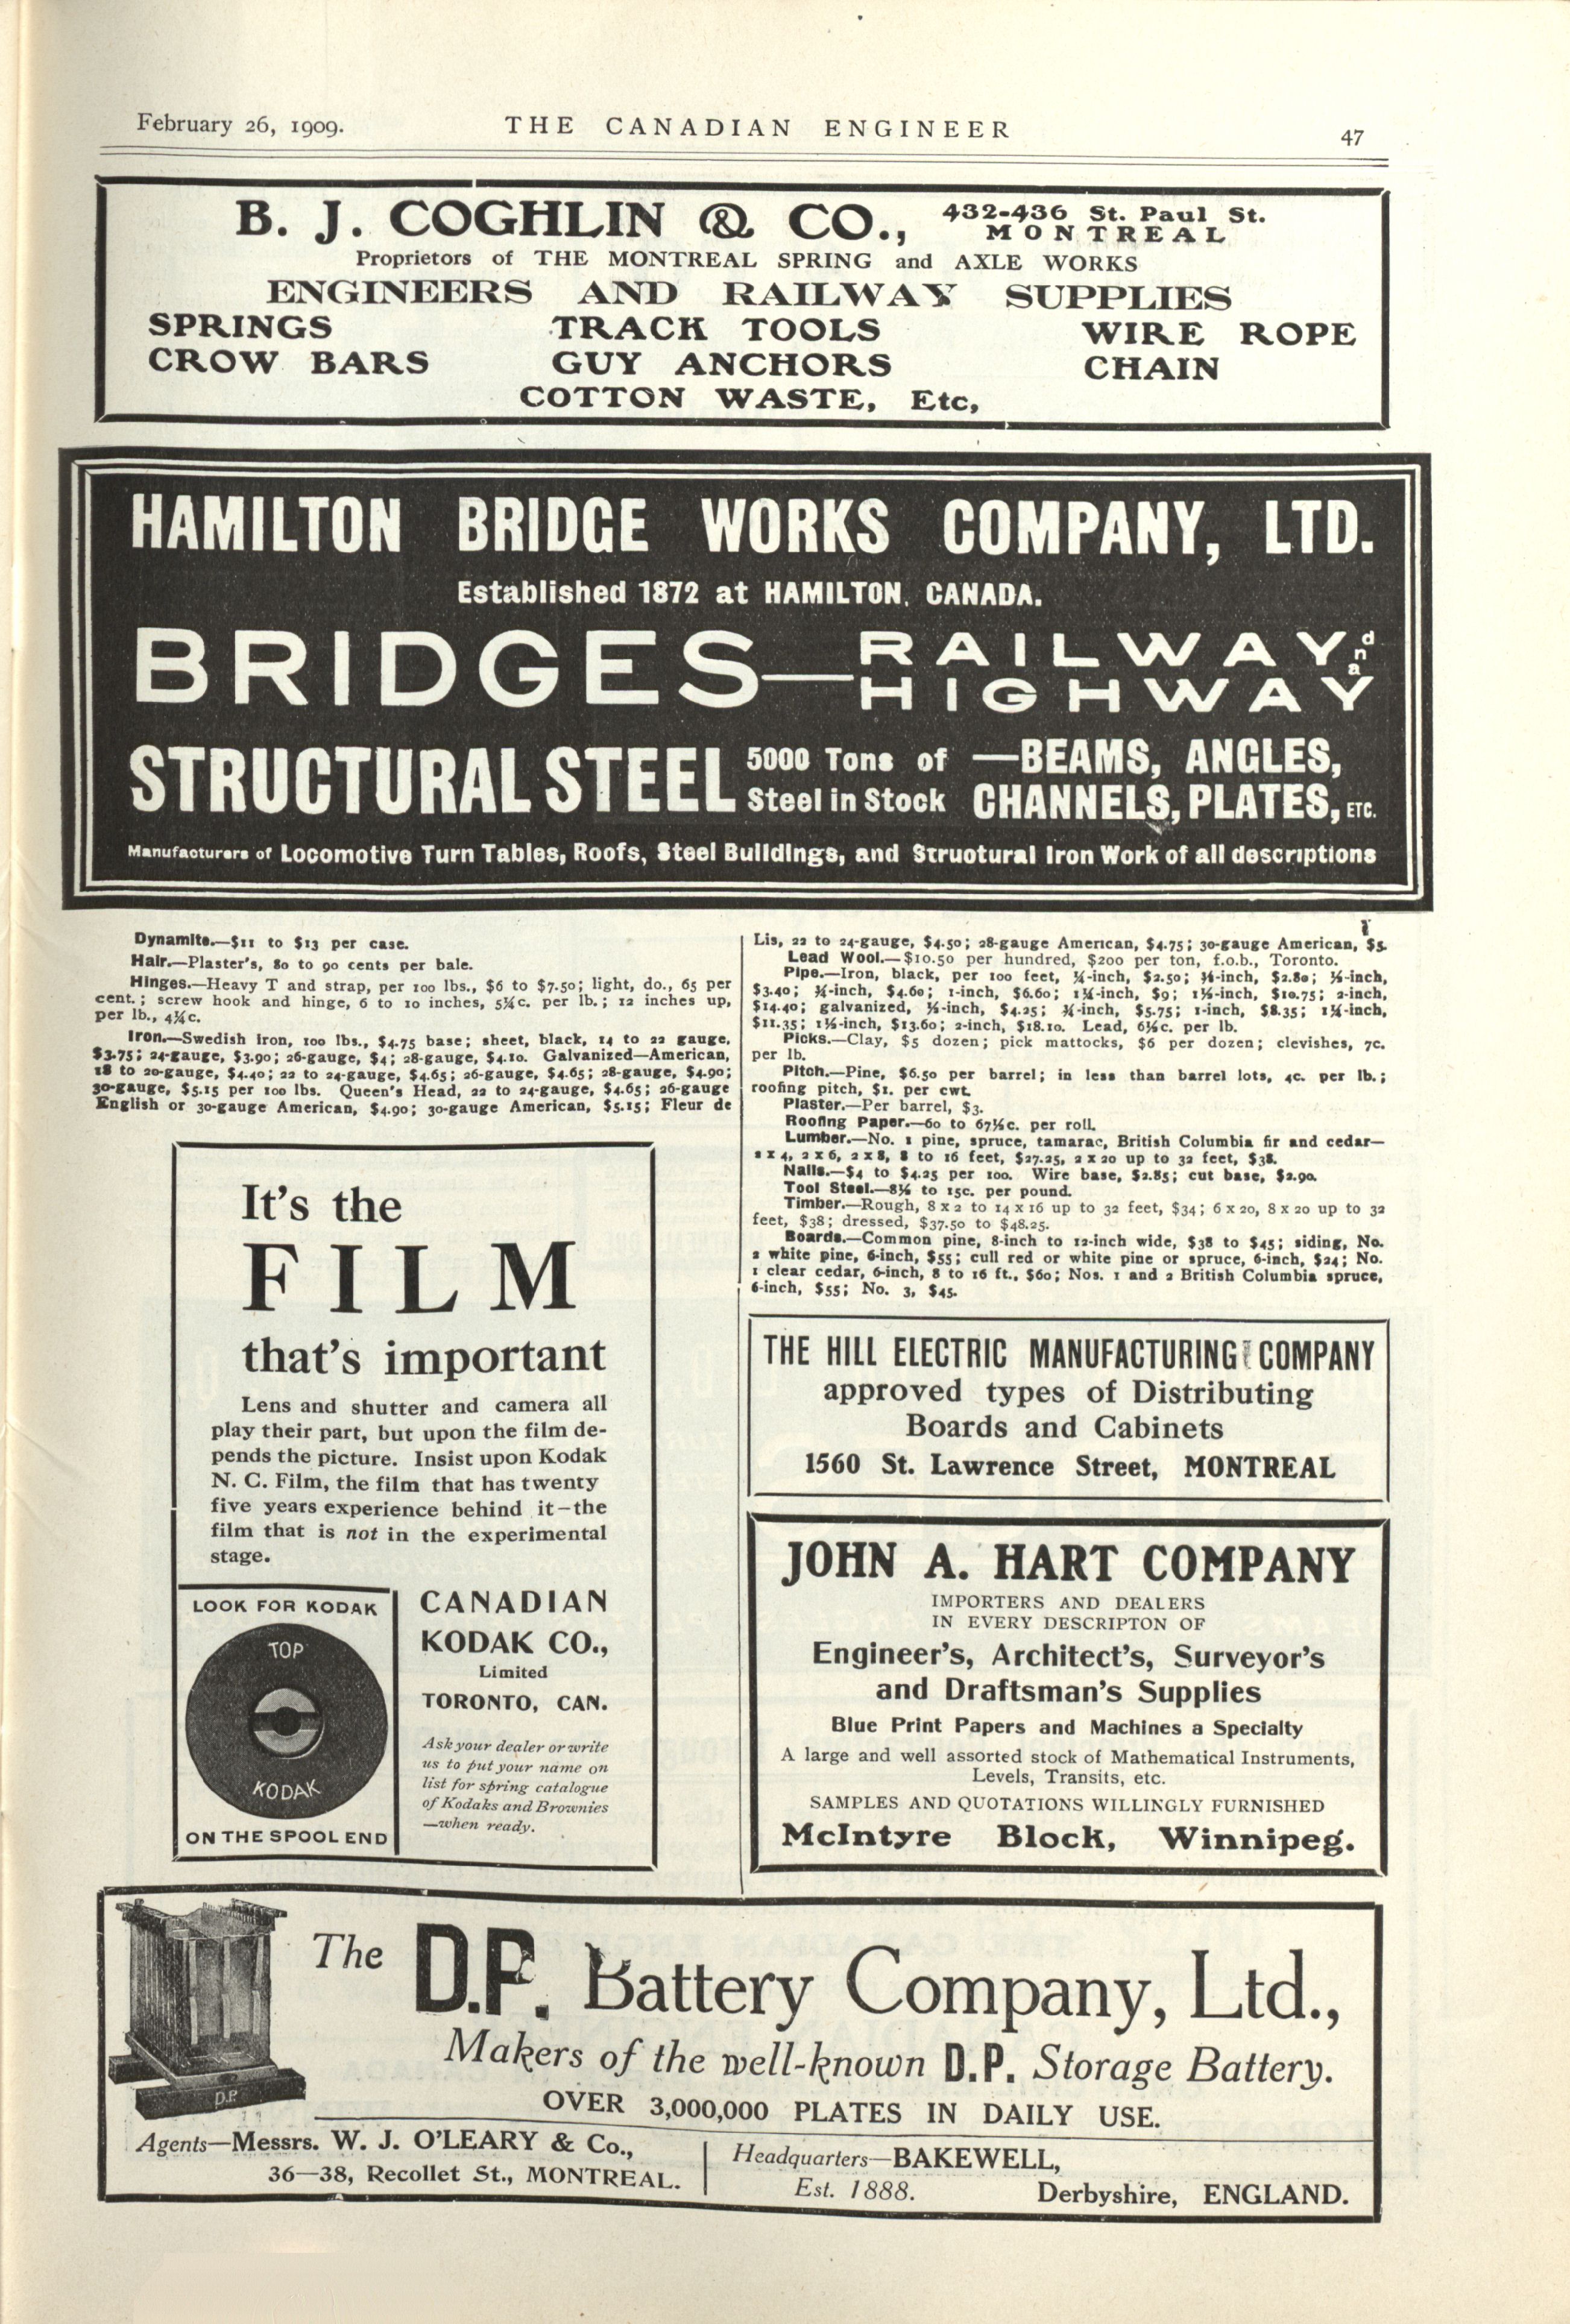 February 26, 1909.
THE CANADIAN ENGINEER
47
B. J. COGHLIN & CO.,
432-436 St. Paul St.
MONTREAL
Proprietors of THE MONTREAL SPRING and AXLE WORKS
ENGINEERS AND RAILWAY SUPPLIES
SPRINGS TRACK TOOLS WIRE ROPE
CROW BARS GUY ANCHORS CHAIN
COTTON WASTE, Etc,
HAMILTON BRIDGE WORKS COMPANY, LTD.
Established 1872 at HAMILTON, CANADA.
BRIDGES—RAILWAY and
HIGHWAY
STRUCTURAL STEEL
5000 Tons of
Steel in Stock
—BEAMS, ANGLES,
CHANNELS, PLATES, ETC.
Manufacturers of Locomotive Turn Tables, Roofs, Steel Buildings, and Structural Iron Work of all descriptions
Dynamite.—$11 to $13 per case.
Hair.—Plaster's, 80 to 90 cents per bale.
Hinges.—Heavy T and strap, per 100 lbs., $6 to $7.50; light, do., 65 per
cent.; screw hook and hinge, 6 to 10 inches, 5¼c. per lb.; 12 inches up,
per lb., 4¼c.
Iron.—Swedish iron, 100 lbs., $4.75 base; sheet, black, 14 to 22 gauge,
$3.75; 24-gauge, $3.90; 26-gauge, $4; 28-gauge, $4.10. Galvanized—American,
18 to 20-gauge, $4.40; 22 to 24-gauge, $4.65; 26-gauge, $4.65; 28-gauge, $4.90;
30-gauge, $5.15 per 100 lbs. Queen's Head, 22 to 24-gauge, $4.65; 26-gauge
English or 30-gauge American, $4.90; 30-gauge American, $5.15; Fleur de
Lis, 22 to 24-gauge, $4.50; 28-gauge American, $4.75; 30-gauge American, $5.
Lead Wool.—$10.50 per hundred, $200 per ton, f.o.b., Toronto.
Pipe.—Iron, black, per 100 feet, ¼-inch, $2.50; ⅜-inch, $2.80; ½-inch,
$3.40; ¾-inch, $4.60; 1-inch, $6.60; 1¼-inch, $9; 1½-inch, $10.75; 2-inch,
$14.40; galvanized, ½-inch, $4.25; ¾-inch, $5.75; 1-inch, $8.35; 1¼-inch,
$11.35; 1½-inch, $13.60; 2-inch, $18.10. Lead, 6½c. per lb.
Picks.—Clay, $5 dozen; pick mattocks, $6 per dozen; clevishes, 7c.
per lb.
Pitch.—Pine, $6.50 per barrel; in less than barrel lots, 4c. per lb.;
roofing pitch, $1. per cwt.
Plaster.—Per barrel, $3.
Roofing Paper.—60 to 67½c. per roll.
Lumber.—No. 1 pine, spruce, tamarac, British Columbia fir and cedar—
2 x 4, 2 x 6, 2 x 8, 8 to 16 feet, $27.25, 2 x 20 up to 32 feet, $38.
Nails.—$4 to $4.25 per 100. Wire base, $2.85; cut base, $2.90.
Tool Steel.—8½ to 15c. per pound.
Timber.—Rough, 8 x 2 to 14 x 16 up to 32 feet, $34; 6 x 20, 8 x 20 up to 32
feet, $38; dressed, $37.50 to $48.25.
Boards.—Common pine, 8-inch to 12-inch wide, $38 to $45; siding, No.
2 white pine, 6-inch, $55; cull red or white pine or spruce, 6-inch, $24; No.
1 clear cedar, 6-inch, 8 to 16 ft., $60; Nos. 1 and 2 British Columbia spruce,
6-inch, $55; No. 3, $45.
It's the
FILM
that's important
Lens and shutter and camera all
play their part, but upon the film de-
pends the picture. Insist upon Kodak
N. C. Film, the film that has twenty
five years experience behind it—the
film that is not in the experimental
stage.
LOOK FOR KODAK
TOP
KODAK
ON THE SPOOL END
CANADIAN
KODAK CO.,
Limited
TORONTO, CAN.
Ask your dealer or write
us to put your name on
list for spring catalogue
of Kodaks and Brownies
—when ready.
THE HILL ELECTRIC MANUFACTURING COMPANY
approved types of Distributing
Boards and Cabinets
1560 St. Lawrence Street, MONTREAL
JOHN A. HART COMPANY
IMPORTERS AND DEALERS
IN EVERY DESCRIPTON OF
Engineer's, Architect's, Surveyor's
and Draftsman's Supplies
Blue Print Papers and Machines a Specialty
A large and well assorted stock of Mathematical Instruments,
Levels, Transits, etc.
SAMPLES AND QUOTATIONS WILLINGLY FURNISHED
McIntyre Block, Winnipeg.
The D.P. Battery Company, Ltd.,
Makers of the well-known D.P. Storage Battery.
OVER 3,000,000 PLATES IN DAILY USE.
D.P.
Agents—Messrs. W. J. O'LEARY & Co.,
36—38, Recollet St., MONTREAL.
Headquarters—BAKEWELL,
Est. 1888. Derbyshire, ENGLAND.